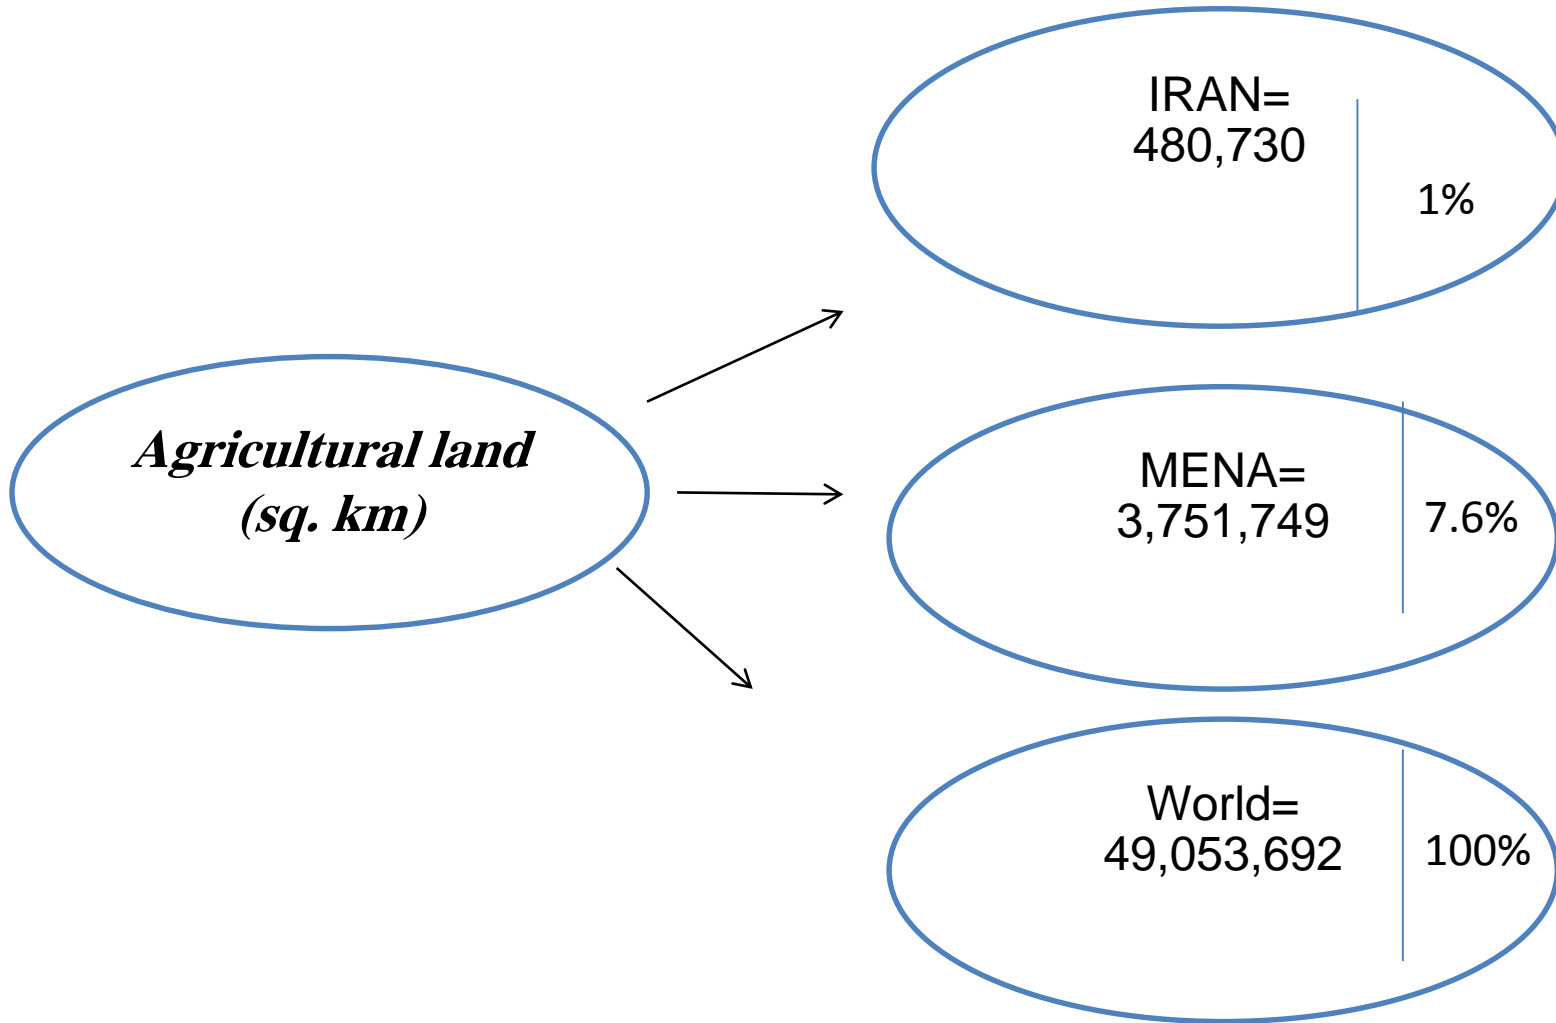 IRAN=
480,730
1%
Agricultural land
(sq. km)
MENA=
3,751,749
7.6%
World=
49,053,692
100%